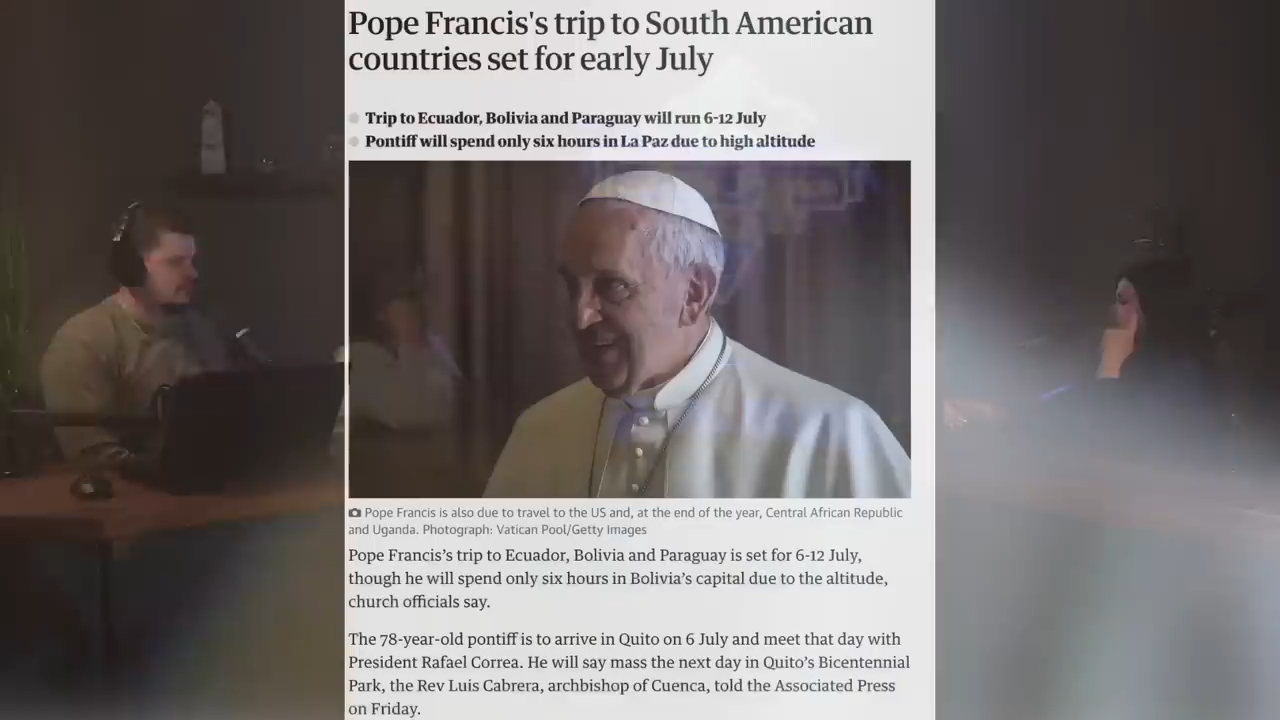 Pope Francis's trip to South American
countries set for early July
Trip to Ecuador, Bolivia and Paraguay will run 6-12 July
Pontiff will spend only six hours in La Paz due to high altitude
Pope Francis is also due to travel to the US and, at the end of the year, Central African Republic
and Uganda. Photograph: Vatican Pool/Getty Images
Pope Francis’s trip to Ecuador, Bolivia and Paraguay is set for 6-12 July,
though he will spend only six hours in Bolivia’s capital due to the altitude,
church officials say.
The 78-year-old pontiff is to arrive in Quito on 6 July and meet that day with
President Rafael Correa. He will say mass the next day in Quito’s Bicentennial
Park, the Rev Luis Cabrera, archbishop of Cuenca, told the Associated Press
on Friday.